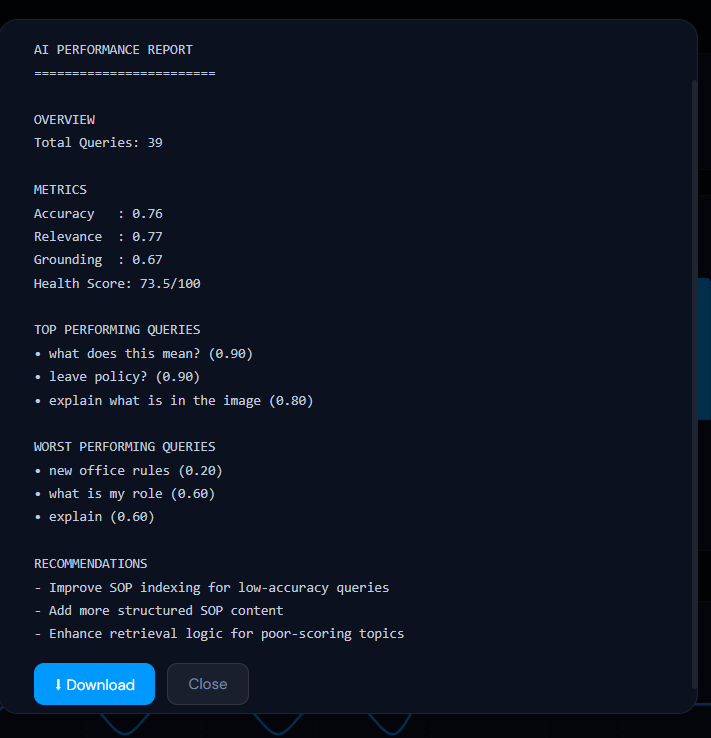 AI PERFORMANCE REPORT
========================
OVERVIEW
Total Queries: 39
METRICS
Accuracy   : 0.76
Relevance  : 0.77
Grounding  : 0.67
Health Score: 73.5/100
TOP PERFORMING QUERIES
• what does this mean? (0.90)
• leave policy? (0.90)
• explain what is in the image (0.80)
WORST PERFORMING QUERIES
• new office rules (0.20)
• what is my role (0.60)
• explain (0.60)
RECOMMENDATIONS
- Improve SOP indexing for low-accuracy queries
- Add more structured SOP content
- Enhance retrieval logic for poor-scoring topics
⬇ Download
Close